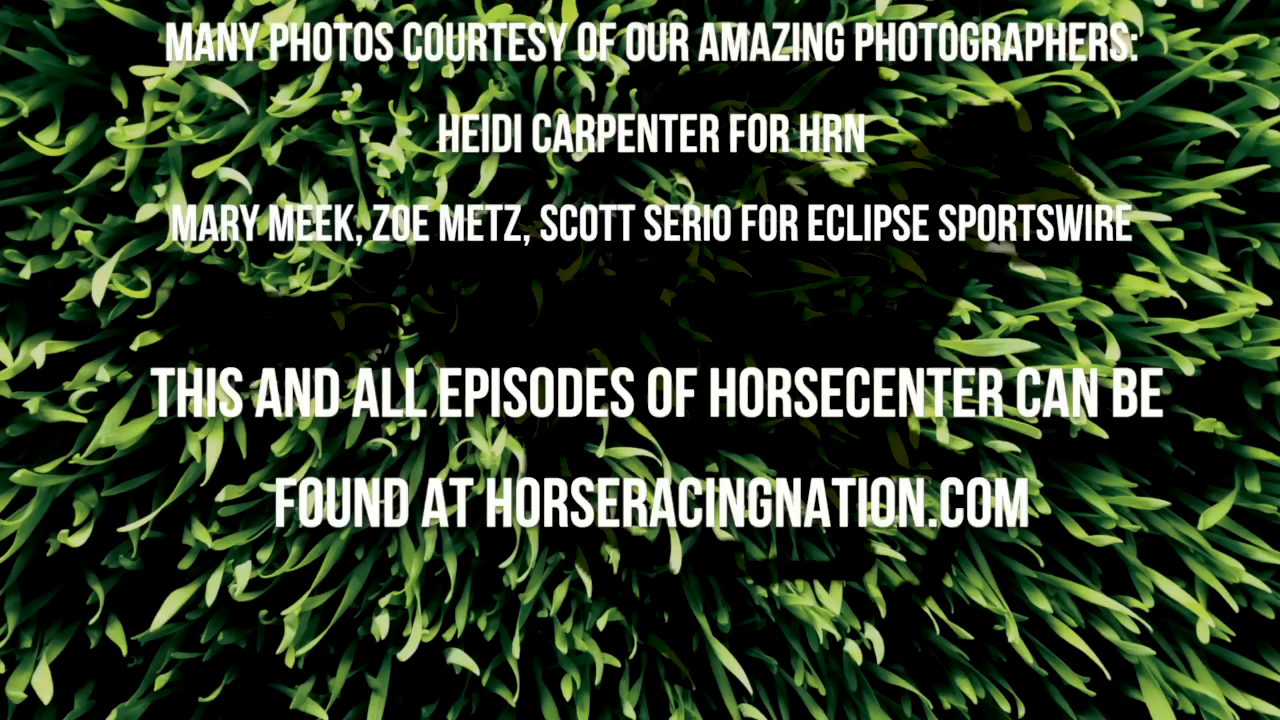 MANY PHOTOS COURTESY OF OUR AMAZING PHOTOGRAPHERS:
HEIDI CARPENTER FOR HRN
MARY MEEK, ZOE METZ, SCOTT SERIO FOR ECLIPSE SPORTSWIRE
THIS AND ALL EPISODES OF HORSECENTER CAN BE
FOUND AT HORSERACINGNATION.COM